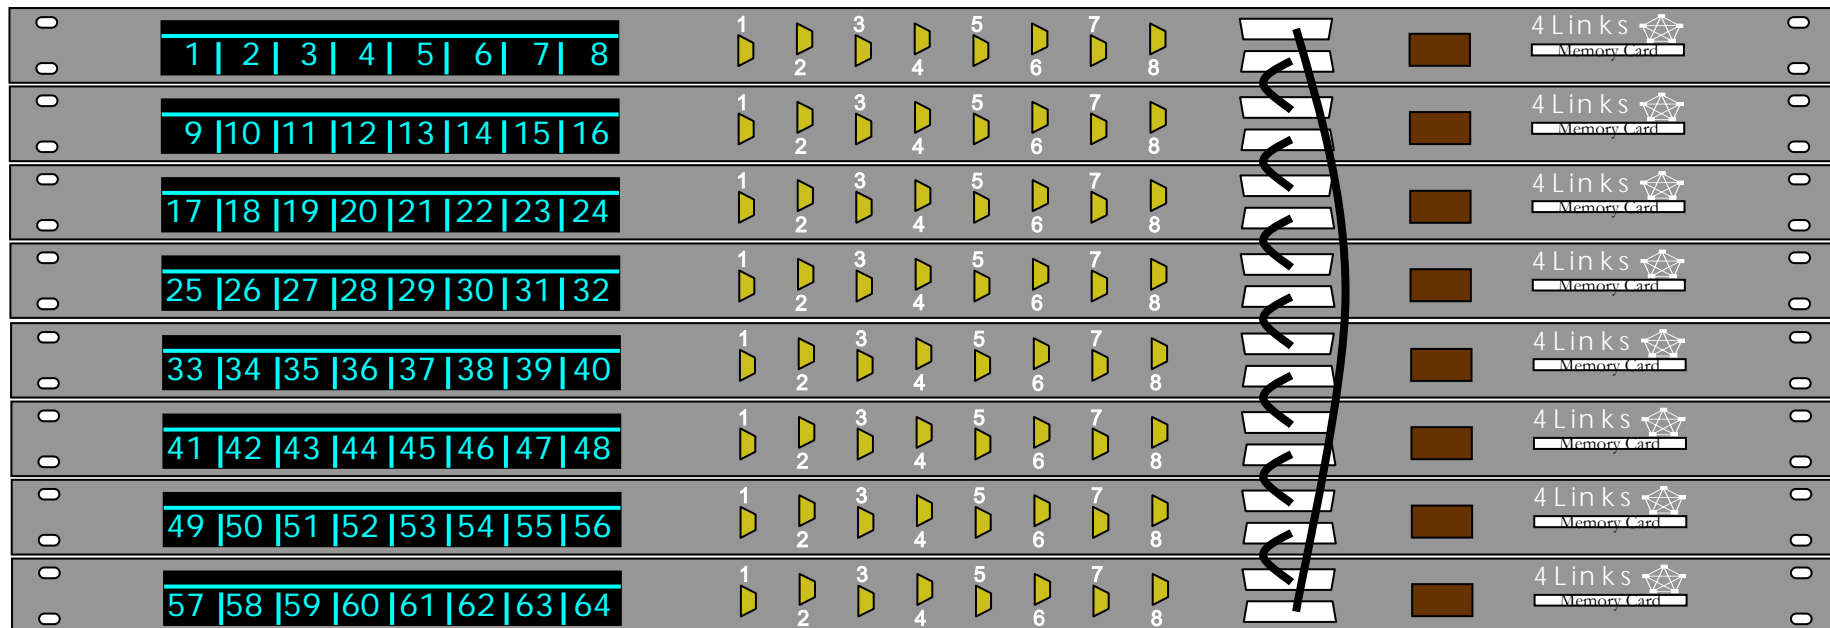 1 3 5 7 4Links
1 2 3 4 5 6 7 8 Memory Card
2 4 6 8
1 3 5 7 4Links
9 10 11 12 13 14 15 16 Memory Card
2 4 6 8
1 3 5 7 4Links
17 18 19 20 21 22 23 24 Memory Card
2 4 6 8
1 3 5 7 4Links
25 26 27 28 29 30 31 32 Memory Card
2 4 6 8
1 3 5 7 4Links
33 34 35 36 37 38 39 40 Memory Card
2 4 6 8
1 3 5 7 4Links
41 42 43 44 45 46 47 48 Memory Card
2 4 6 8
1 3 5 7 4Links
49 50 51 52 53 54 55 56 Memory Card
2 4 6 8
1 3 5 7 4Links
57 58 59 60 61 62 63 64 Memory Card
2 4 6 8